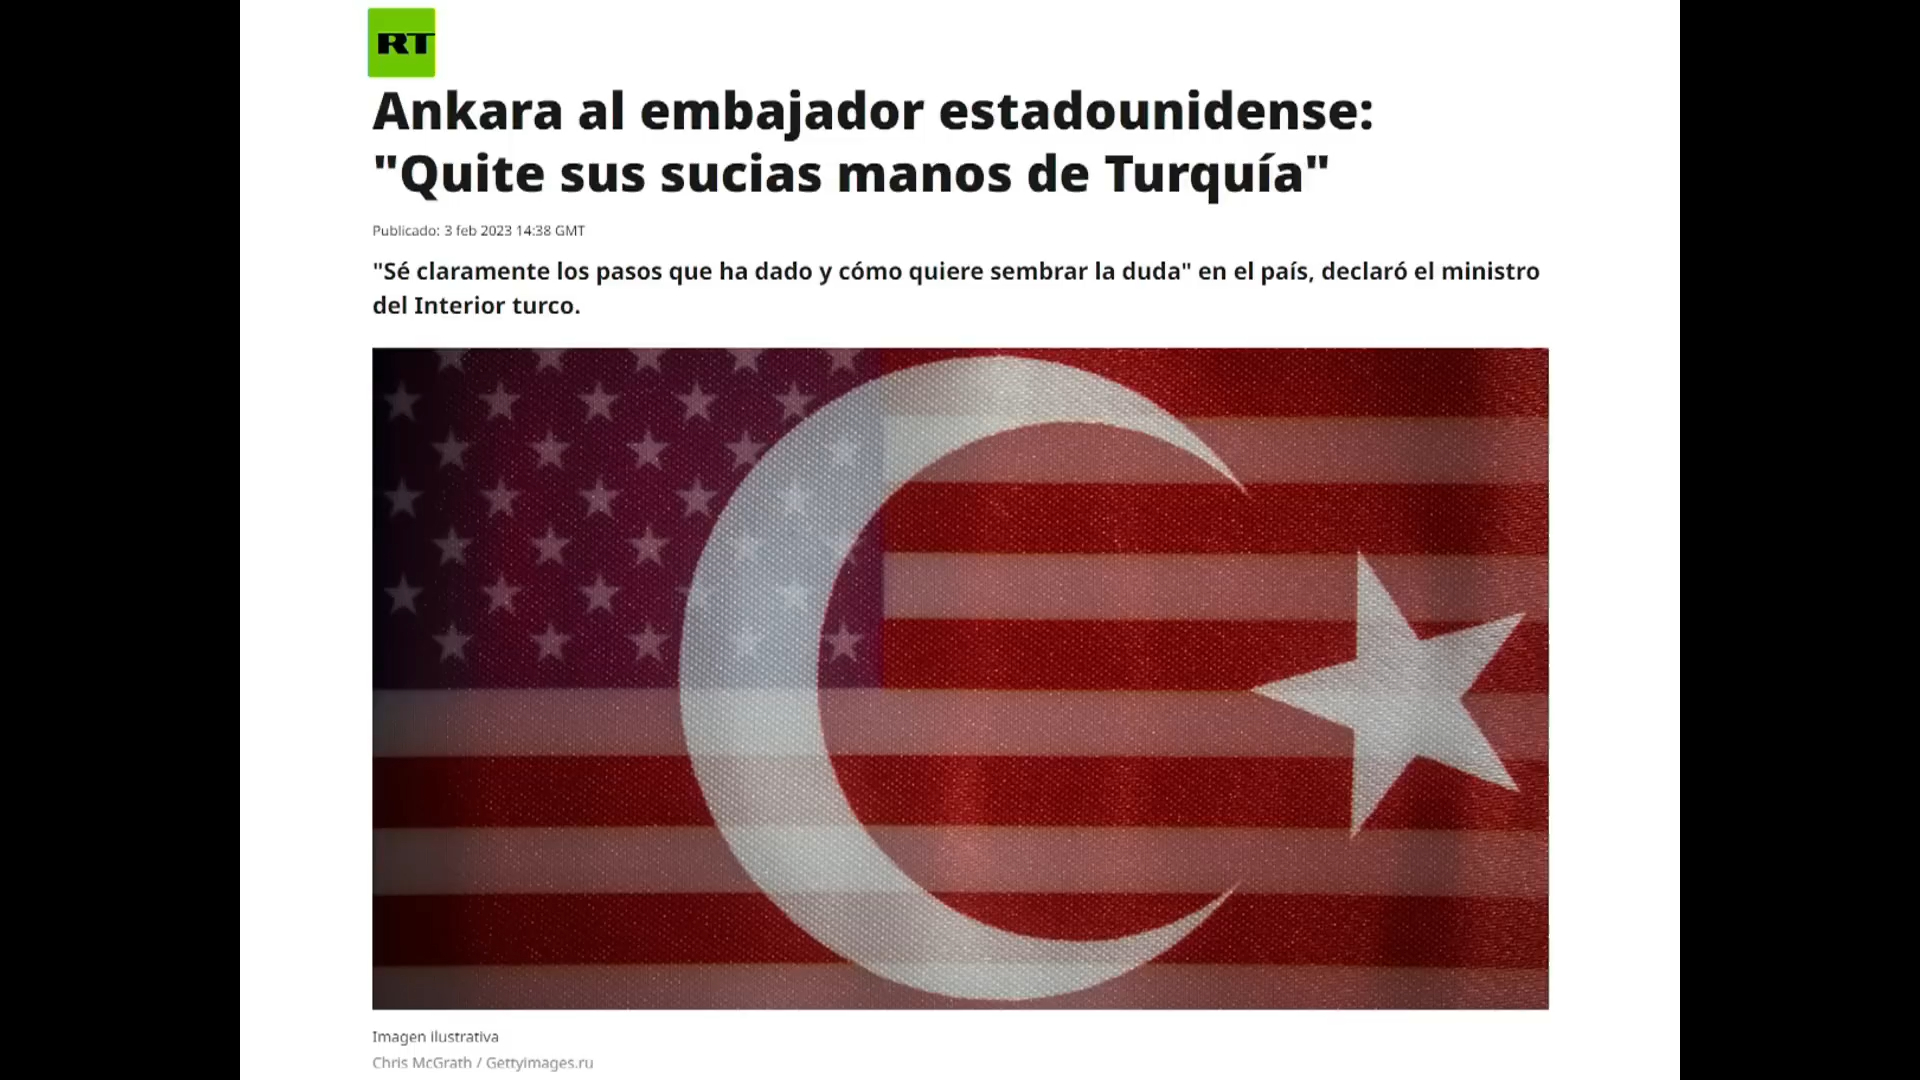 RT
Ankara al embajador estadounidense:
"Quite sus sucias manos de Turquía"
Publicado: 3 feb 2023 14:38 GMT
"Sé claramente los pasos que ha dado y cómo quiere sembrar la duda" en el país, declaró el ministro
del Interior turco.
Imagen ilustrativa
Chris McGrath / Gettyimages.ru